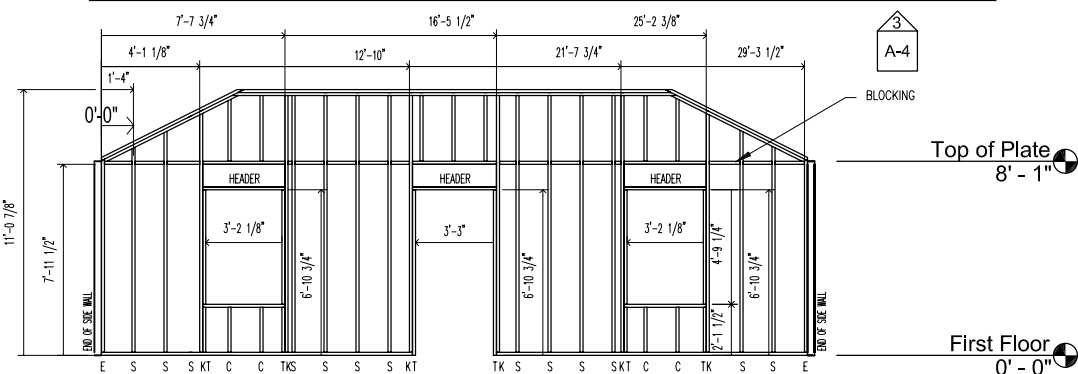 7'-7 3/4" 16'-5 1/2" 25'-2 3/8"
3
A-4
4'-1 1/8" 12'-10" 21'-7 3/4" 29'-3 1/2"
1'-4"
0'-0"
BLOCKING
Top of Plate
8' - 1"
HEADER HEADER HEADER
11'-0 7/8"
7'-11 1/2"
3'-2 1/8" 3'-3" 3'-2 1/8"
6'-10 3/4" 6'-10 3/4" 4'-9 1/4" 6'-10 3/4"
2'-1 1/2"
END OF SIDE WALL END OF SIDE WALL
First Floor
0' - 0"
E S S S KT C C TKS S S S KT TK S S S SKT C C TK S S E